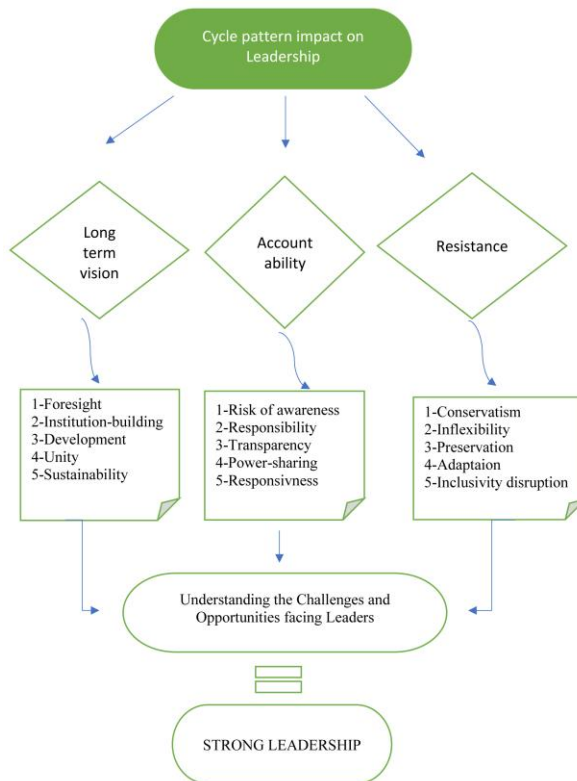 Cycle pattern impact on
Leadership
Long
term
vision
Account
ability
Resistance
1-Foresight
2-Institution-building
3-Development
4-Unity
5-Sustainability
1-Risk of awareness
2-Responsibility
3-Transparency
4-Power-sharing
5-Responsivness
1-Conservatism
2-Inflexibility
3-Preservation
4-Adaptaion
5-Inclusivity disruption
Understanding the Challenges and
Opportunities facing Leaders
STRONG LEADERSHIP